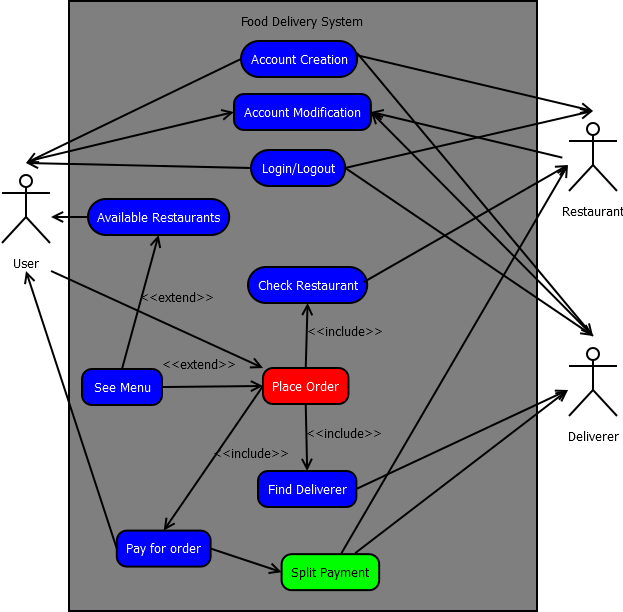 Food Delivery System
Account Creation
Account Modification
Login/Logout
Restaurant
Available Restaurants
User
Check Restaurant
<<extend>>
<<include>>
<<extend>>
See Menu
Place Order
Deliverer
<<include>>
<<include>>
Find Deliverer
Pay for order
Split Payment